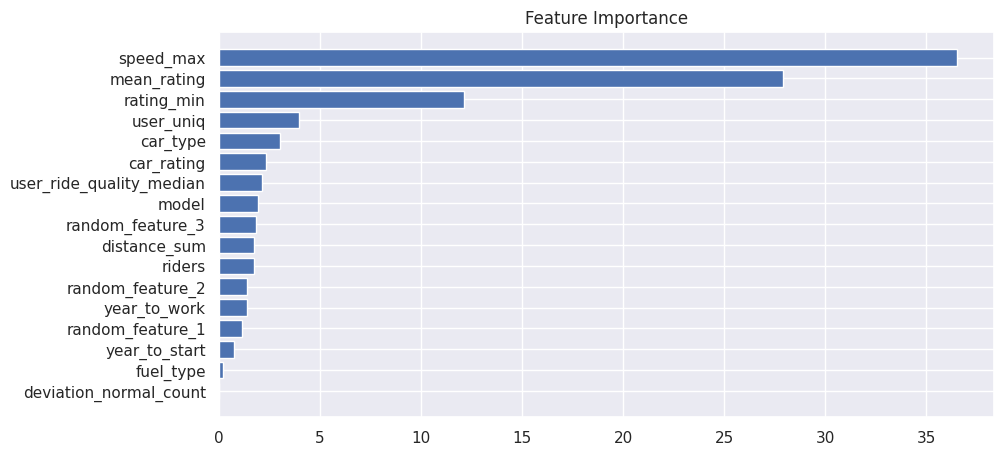 Feature Importance
speed_max
mean_rating
rating_min
user_uniq
car_type
car_rating
user_ride_quality_median
model
random_feature_3
distance_sum
riders
random_feature_2
year_to_work
random_feature_1
year_to_start
fuel_type
deviation_normal_count
0 5 10 15 20 25 30 35